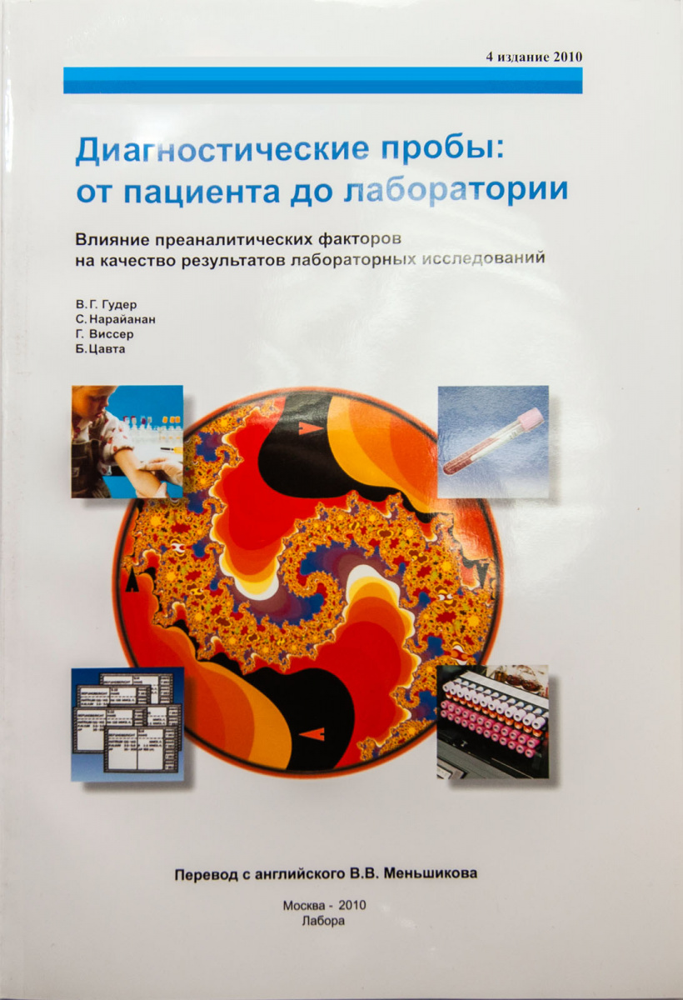 4 издание 2010
Диагностические пробы:
от пациента до лаборатории
Влияние преаналитических факторов
на качество результатов лабораторных исследований
В.Г. Гудер
С.Нарайанан
Г. Виссер
Б.Цавта
Перевод с английского В.В. Меньшикова
Москва - 2010
Лабора